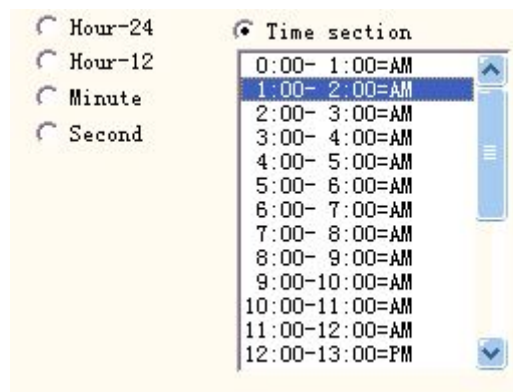 Hour-24
Hour-12
Minute
Second
Time section
0:00- 1:00=AM
1:00- 2:00=AM
2:00- 3:00=AM
3:00- 4:00=AM
4:00- 5:00=AM
5:00- 6:00=AM
6:00- 7:00=AM
7:00- 8:00=AM
8:00- 9:00=AM
9:00-10:00=AM
10:00-11:00=AM
11:00-12:00=AM
12:00-13:00=PM